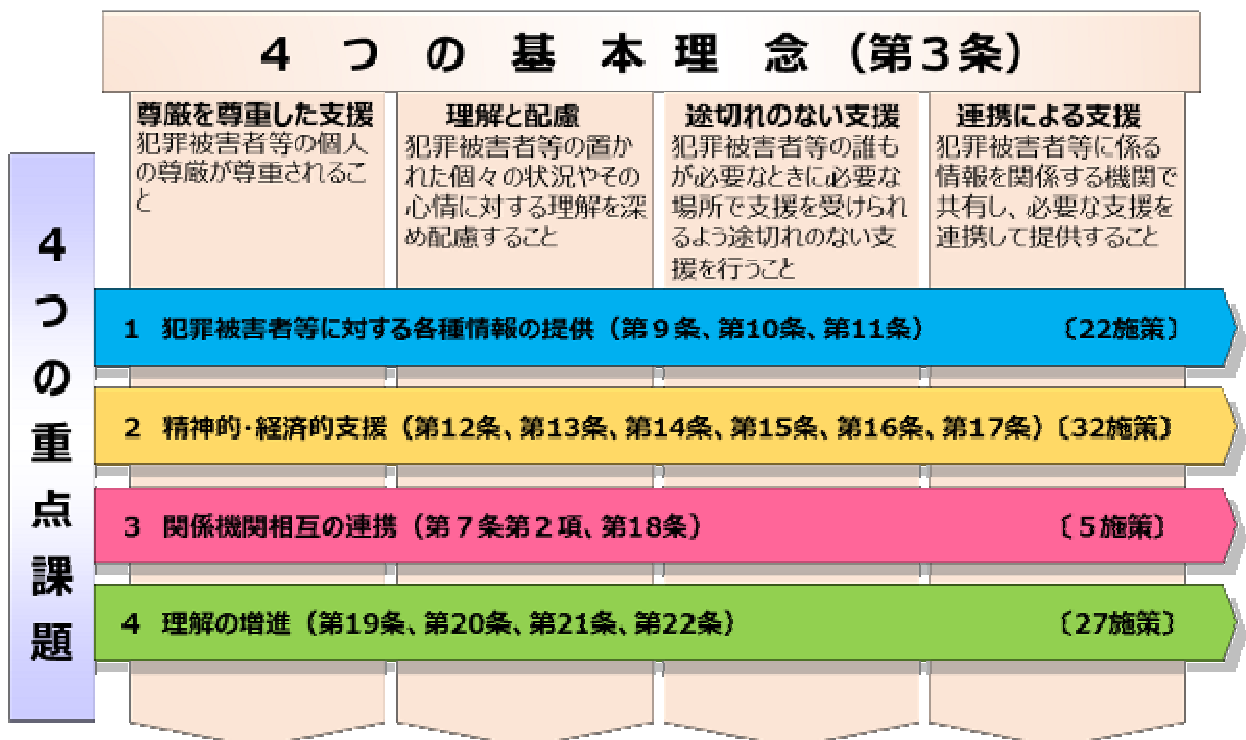 4つの基本理念(第3条)
尊厳を尊重した支援
犯罪被害者等の個人
の尊厳が尊重されるこ
と
理解と配慮
犯罪被害者等の置か
れた個々の状況やその
心情に対する理解を深
め配慮すること
途切れのない支援
犯罪被害者等の誰も
が必要なときに必要な
場所で支援を受けられ
るよう途切れのない支
援を行うこと
連携による支援
犯罪被害者等に係る
情報を関係する機関で
共有し、必要な支援を
連携して提供すること
4つの重点課題
1 犯罪被害者等に対する各種情報の提供(第9条、第10条、第11条) 〔22施策〕
2 精神的・経済的支援(第12条、第13条、第14条、第15条、第16条、第17条)〔32施策〕
3 関係機関相互の連携(第7条第2項、第18条) 〔5施策〕
4 理解の増進(第19条、第20条、第21条、第22条) 〔27施策〕